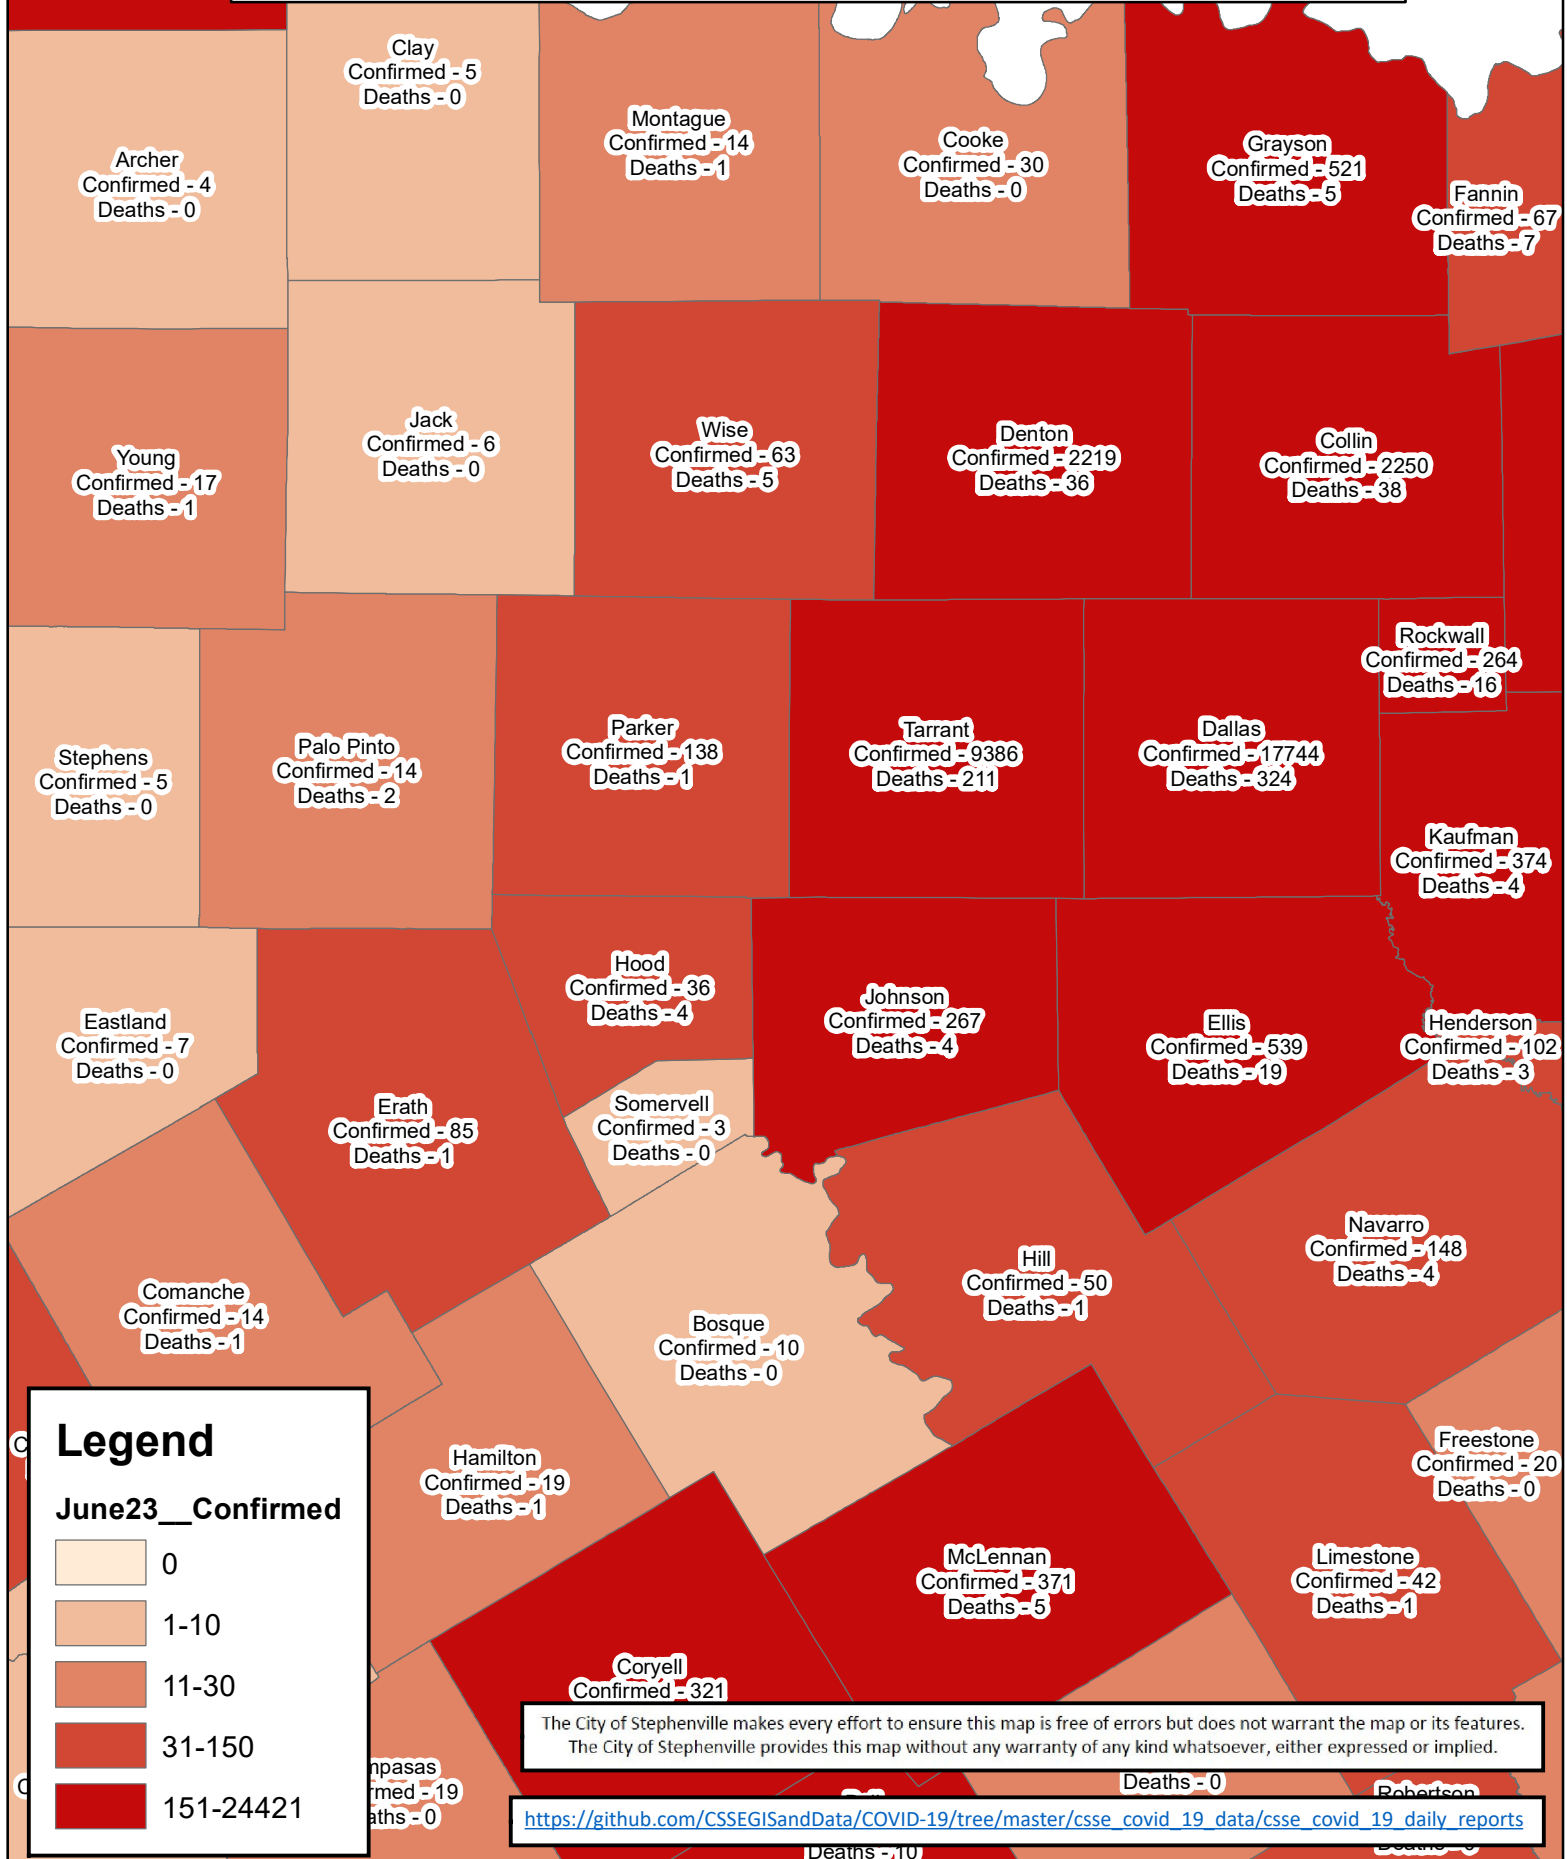 Clay
Confirmed - 5
Deaths - 0
Archer
Confirmed - 4
Deaths - 0
Montague
Confirmed - 14
Deaths - 1
Cooke
Confirmed - 30
Deaths - 0
Grayson
Confirmed - 521
Deaths - 5
Fannin
Confirmed - 67
Deaths - 7
Young
Confirmed - 17
Deaths - 1
Jack
Confirmed - 6
Deaths - 0
Wise
Confirmed - 63
Deaths - 5
Denton
Confirmed - 2219
Deaths - 36
Collin
Confirmed - 2250
Deaths - 38
Rockwall
Confirmed - 264
Deaths - 16
Stephens
Confirmed - 5
Deaths - 0
Palo Pinto
Confirmed - 14
Deaths - 2
Parker
Confirmed - 138
Deaths - 1
Tarrant
Confirmed - 9386
Deaths - 211
Dallas
Confirmed - 17744
Deaths - 324
Kaufman
Confirmed - 374
Deaths - 4
Eastland
Confirmed - 7
Deaths - 0
Hood
Confirmed - 36
Deaths - 4
Johnson
Confirmed - 267
Deaths - 4
Ellis
Confirmed - 539
Deaths - 19
Henderson
Confirmed - 102
Deaths - 3
Erath
Confirmed - 85
Deaths - 1
Somervell
Confirmed - 3
Deaths - 0
Comanche
Confirmed - 14
Deaths - 1
Bosque
Confirmed - 10
Deaths - 0
Hill
Confirmed - 50
Deaths - 1
Navarro
Confirmed - 148
Deaths - 4
Hamilton
Confirmed - 19
Deaths - 1
Freestone
Confirmed - 20
Deaths - 0
McLennan
Confirmed - 371
Deaths - 5
Limestone
Confirmed - 42
Deaths - 1
Coryell
Confirmed - 321
mpasas
rmed - 19
aths - 0
Deaths - 0
Robertson
Deaths - 10
C
C
Legend
June23__Confirmed
0
1-10
11-30
31-150
151-24421
The City of Stephenville makes every effort to ensure this map is free of errors but does not warrant the map or its features.
The City of Stephenville provides this map without any warranty of any kind whatsoever, either expressed or implied.
https://github.com/CSSEGISandData/COVID-19/tree/master/csse_covid_19_data/csse_covid_19_daily_reports